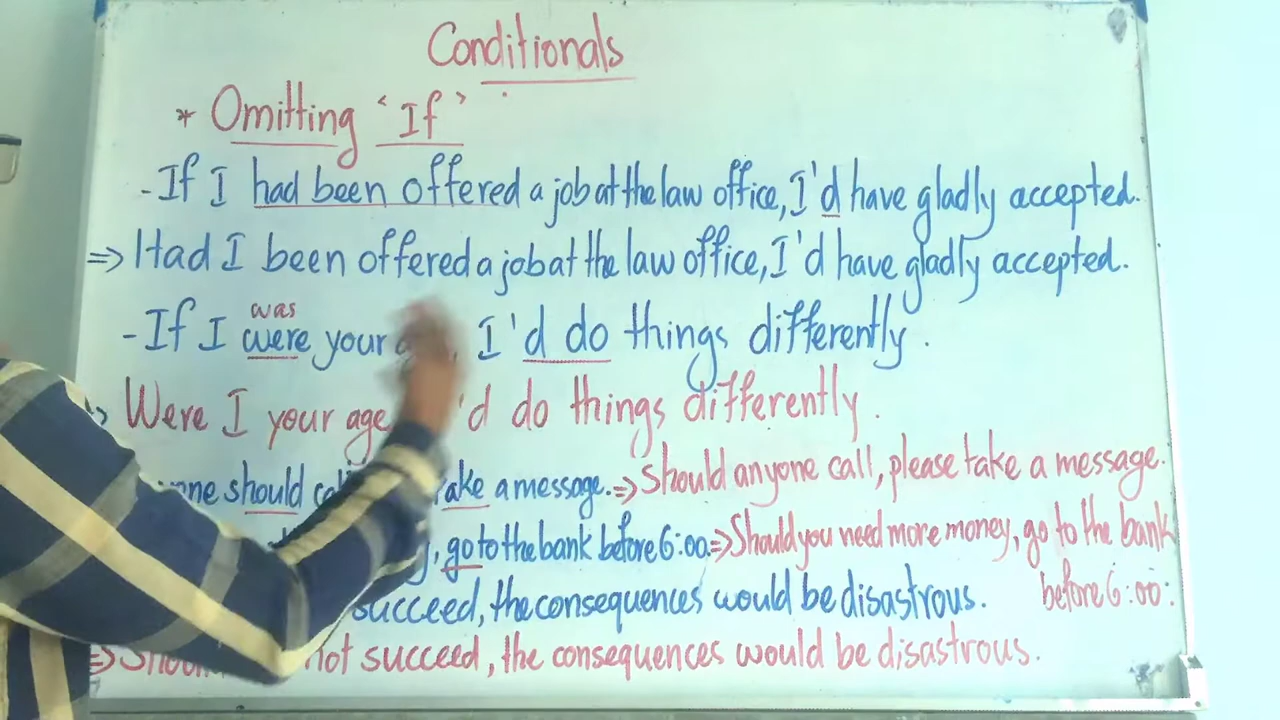 Conditionals
* Omitting 'If'
- If I had been offered a job at the law office, I'd have gladly accepted.
⇒ Had I been offered a job at the law office, I'd have gladly accepted.
was
- If I were your I'd do things differently.
Were I your age 'd do things differently.
should take a message. ⇒ Should anyone call, please take a message.
, go to the bank before 6:00. ⇒ Should you need more money, go to the bank
before 6:00.
succeed, the consequences would be disastrous.
⇒ not succeed, the consequences would be disastrous.